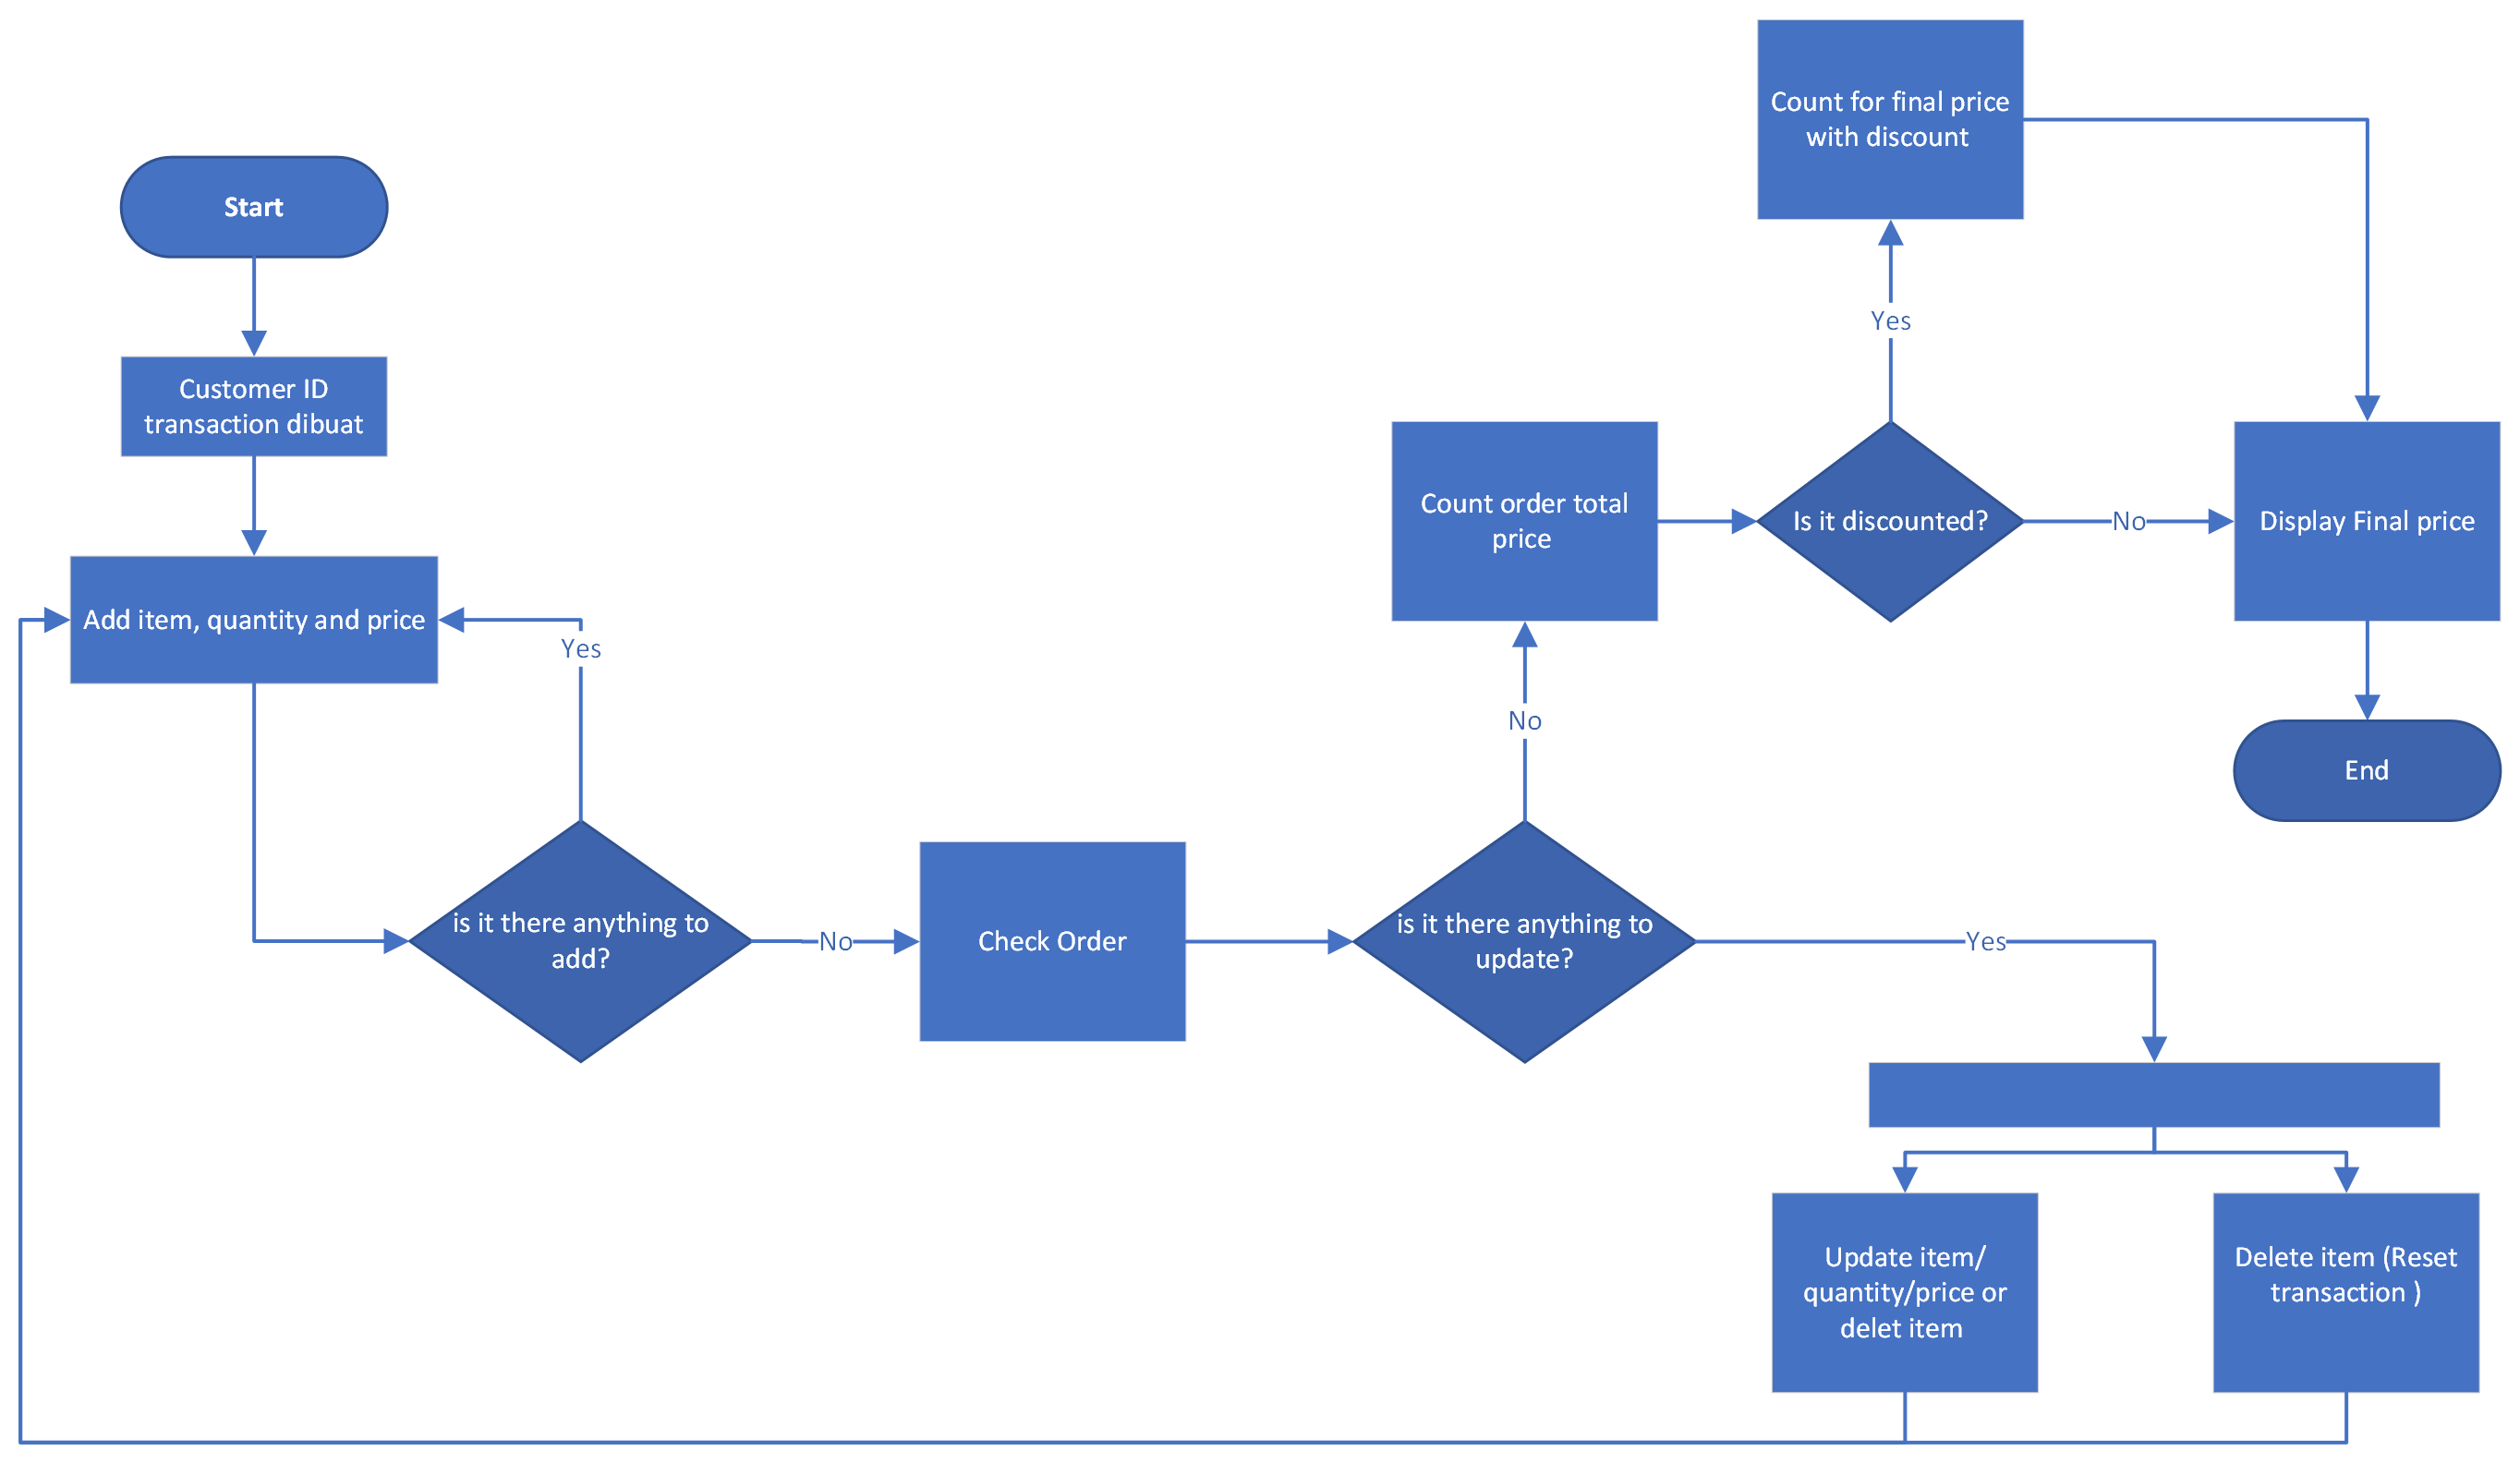 Start
Customer ID
transaction dibuat
Add item, quantity and price
Yes
is it there anything to
add?
No
Check Order
is it there anything to
update?
No
Count order total
price
Is it discounted?
Yes
Count for final price
with discount
No
Display Final price
End
Yes
Update item/
quantity/price or
delet item
Delete item (Reset
transaction )